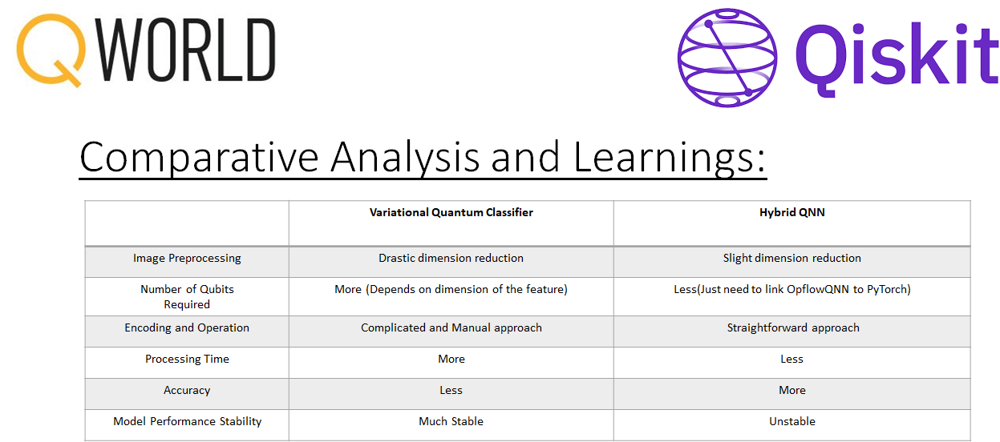 QWORLD
Qiskit
Comparative Analysis and Learnings:
Variational Quantum Classifier Hybrid QNN
Image Preprocessing Drastic dimension reduction Slight dimension reduction
Number of Qubits More (Depends on dimension of the feature) Less(Just need to link OpflowQNN to PyTorch)
Required
Encoding and Operation Complicated and Manual approach Straightforward approach
Processing Time More Less
Accuracy Less More
Model Performance Stability Much Stable Unstable